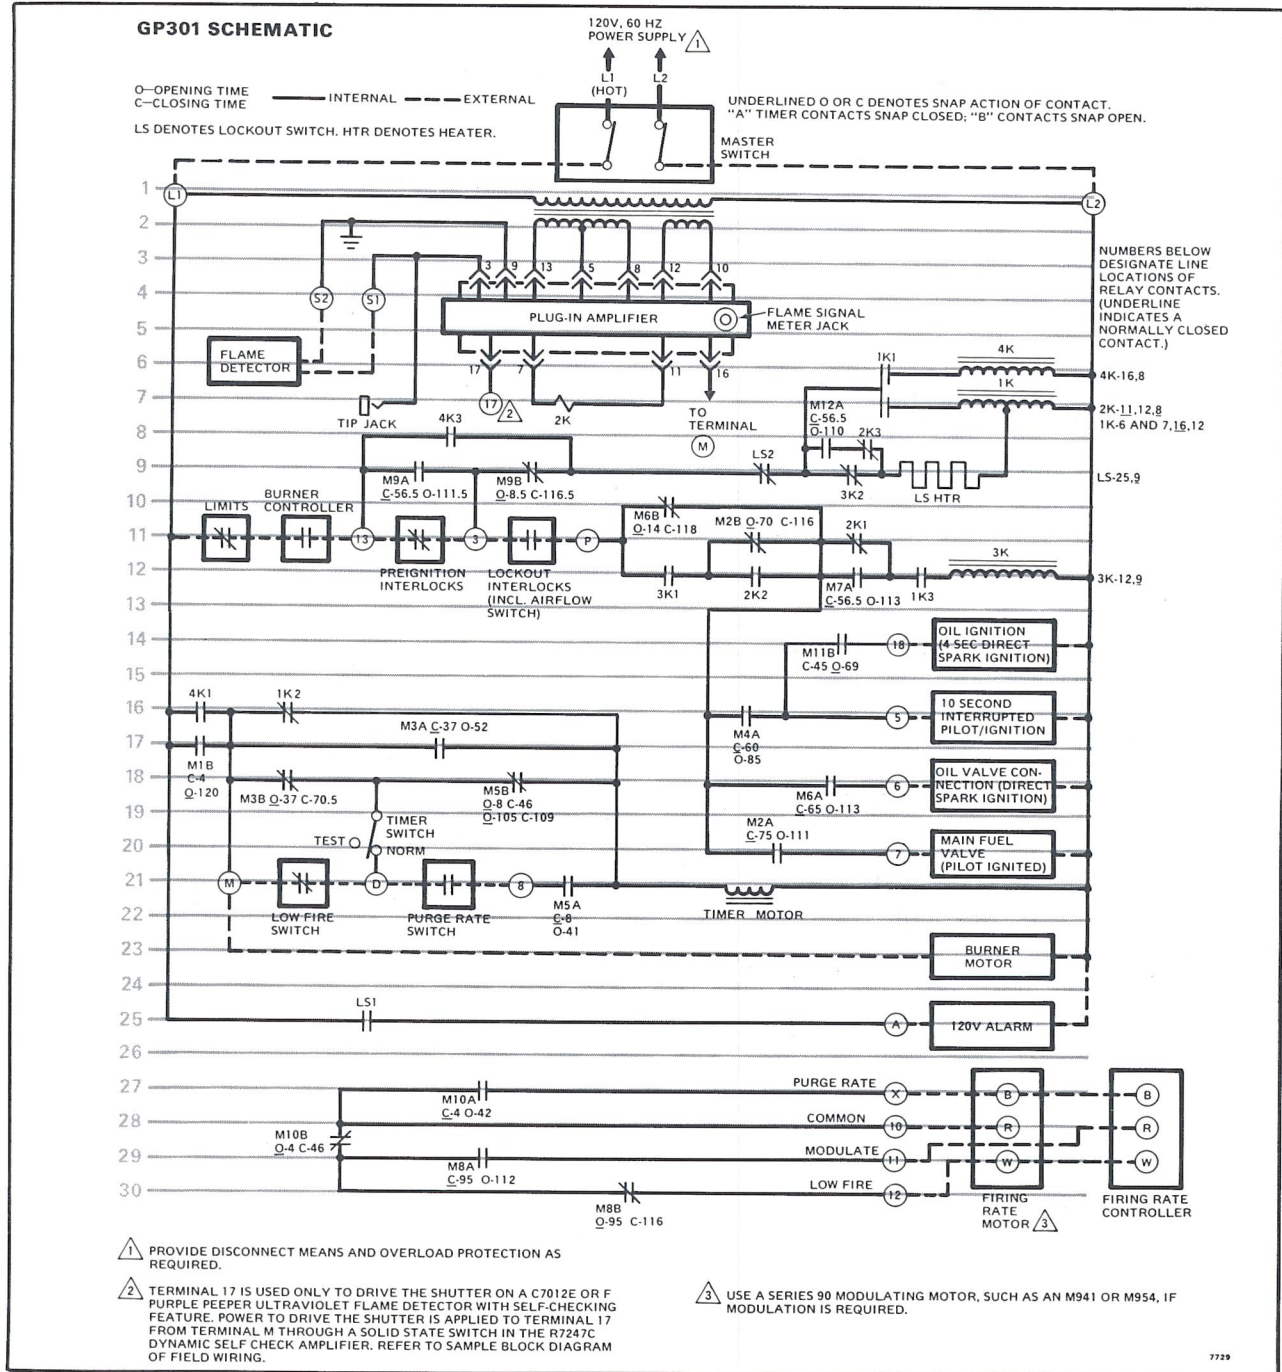 GP301 SCHEMATIC
120V, 60 HZ
POWER SUPPLY 1
L1
(HOT)
L2
O—OPENING TIME
C—CLOSING TIME
INTERNAL
EXTERNAL
LS DENOTES LOCKOUT SWITCH. HTR DENOTES HEATER.
UNDERLINED O OR C DENOTES SNAP ACTION OF CONTACT.
"A" TIMER CONTACTS SNAP CLOSED; "B" CONTACTS SNAP OPEN.
MASTER
SWITCH
1
L1
L2
2
3
3 9 13 5 8 12 10
NUMBERS BELOW
DESIGNATE LINE
LOCATIONS OF
RELAY CONTACTS.
(UNDERLINE
INDICATES A
NORMALLY CLOSED
CONTACT.)
4
S2
S1
PLUG-IN AMPLIFIER
FLAME SIGNAL
METER JACK
5
6
FLAME
DETECTOR
17 7 11 16
1K1
4K
4K-16,8
7
TIP JACK
17
2
2K
TO
TERMINAL
M
1K
2K-11,12,8
1K-6 AND 7,16,12
M12A
C-56.5
O-110
2K3
8
4K3
9
M9A
C-56.5 O-111.5
M9B
O-8.5 C-116.5
LS2
3K2
LS HTR
LS-25,9
10
LIMITS
BURNER
CONTROLLER
M6B
O-14 C-118
M2B O-70 C-116
2K1
11
13
3
P
PREIGNITION
INTERLOCKS
LOCKOUT
INTERLOCKS
(INCL. AIRFLOW
SWITCH)
12
3K1
2K2
M7A
C-56.5 O-113
1K3
3K
3K-12,9
13
14
M11B
C-45 O-69
18
OIL IGNITION
(4 SEC DIRECT
SPARK IGNITION)
15
16
4K1
1K2
M4A
C-60
O-85
5
10 SECOND
INTERRUPTED
PILOT/IGNITION
17
M1B
C-4
O-120
M3A C-37 O-52
18
M3B O-37 C-70.5
M5B
O-8 C-46
O-105 C-109
M6A
C-65 O-113
6
OIL VALVE CON-
NECTION (DIRECT
SPARK IGNITION)
19
TIMER
SWITCH
TEST
NORM
20
M2A
C-75 O-111
7
MAIN FUEL
VALVE
(PILOT IGNITED)
21
M
D
8
M5A
C-8
O-41
LOW FIRE
SWITCH
PURGE RATE
SWITCH
TIMER MOTOR
22
23
BURNER
MOTOR
24
25
LS1
A
120V ALARM
26
27
M10A
C-4 O-42
PURGE RATE
X
B
B
28
M10B
O-4 C-46
COMMON
10
R
R
29
M8A
C-95 O-112
MODULATE
11
W
W
30
M8B
O-95 C-116
LOW FIRE
12
FIRING
RATE
MOTOR 3
FIRING RATE
CONTROLLER
1 PROVIDE DISCONNECT MEANS AND OVERLOAD PROTECTION AS
REQUIRED.
2 TERMINAL 17 IS USED ONLY TO DRIVE THE SHUTTER ON A C7012E OR F
PURPLE PEEPER ULTRAVIOLET FLAME DETECTOR WITH SELF-CHECKING
FEATURE. POWER TO DRIVE THE SHUTTER IS APPLIED TO TERMINAL 17
FROM TERMINAL M THROUGH A SOLID STATE SWITCH IN THE R7247C
DYNAMIC SELF CHECK AMPLIFIER. REFER TO SAMPLE BLOCK DIAGRAM
OF FIELD WIRING.
3 USE A SERIES 90 MODULATING MOTOR, SUCH AS AN M941 OR M954, IF
MODULATION IS REQUIRED.
7729